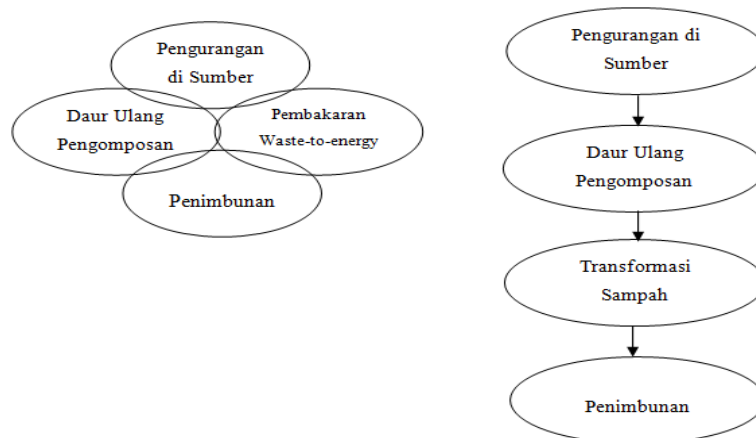 Pengurangan
di Sumber
Daur Ulang
Pengomposan
Pembakaran
Waste-to-energy
Penimbunan
Pengurangan di
Sumber
Daur Ulang
Pengomposan
Transformasi
Sampah
Penimbunan